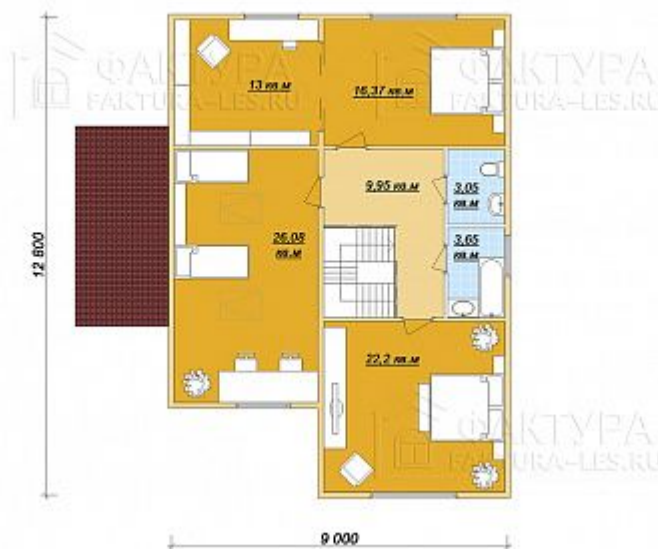 ФАКТУРА
FAKTURA-LES.RU
ФАКТУРА
FAKTURA-LES.RU
13 кв.м
16,37 кв.м
9,95 кв.м
3,05
кв.м
26,08
кв.м
3,65
кв.м
12 600
22,2 кв.м
ФАКТУРА
FAKTURA-LES.RU
9 000